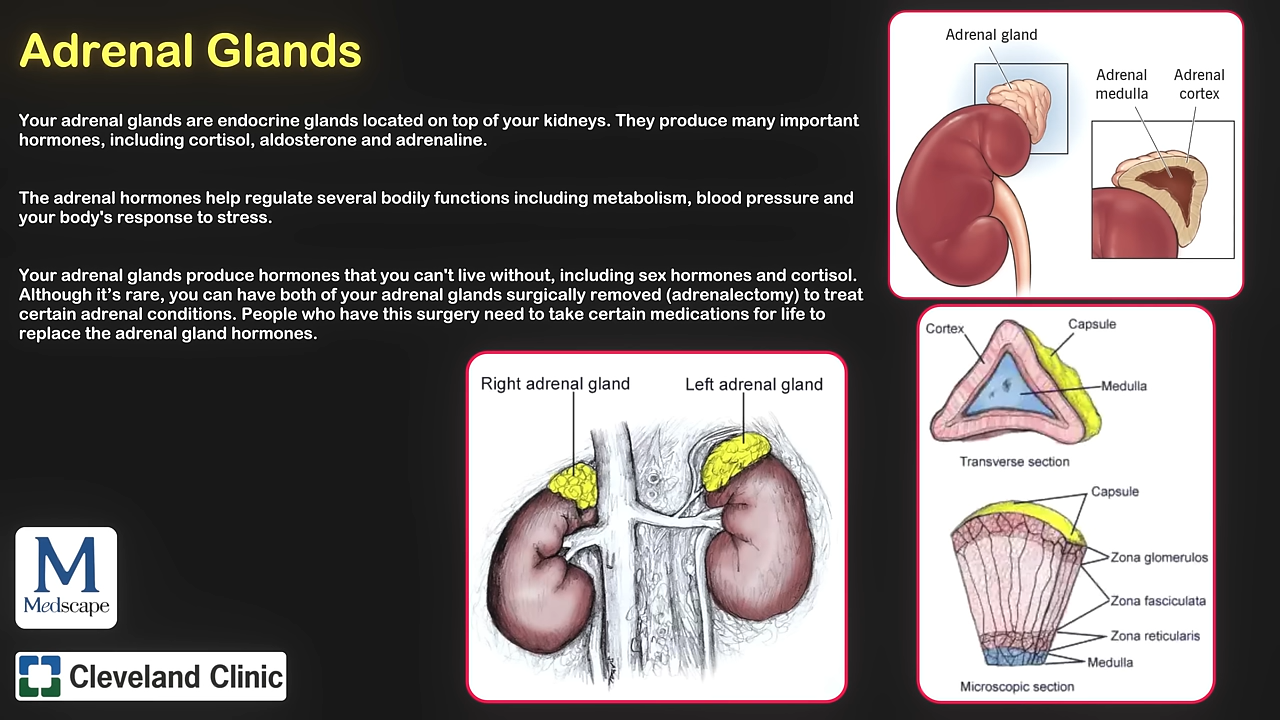 Adrenal Glands
Your adrenal glands are endocrine glands located on top of your kidneys. They produce many important
hormones, including cortisol, aldosterone and adrenaline.
The adrenal hormones help regulate several bodily functions including metabolism, blood pressure and
your body's response to stress.
Your adrenal glands produce hormones that you can't live without, including sex hormones and cortisol.
Although it’s rare, you can have both of your adrenal glands surgically removed (adrenalectomy) to treat
certain adrenal conditions. People who have this surgery need to take certain medications for life to
replace the adrenal gland hormones.
Adrenal gland
Adrenal
medulla
Adrenal
cortex
Right adrenal gland
Left adrenal gland
Cortex
Capsule
Medulla
Transverse section
Capsule
Zona glomerulos
Zona fasciculata
Zona reticularis
Medulla
Microscopic section
M
Medscape
Cleveland Clinic